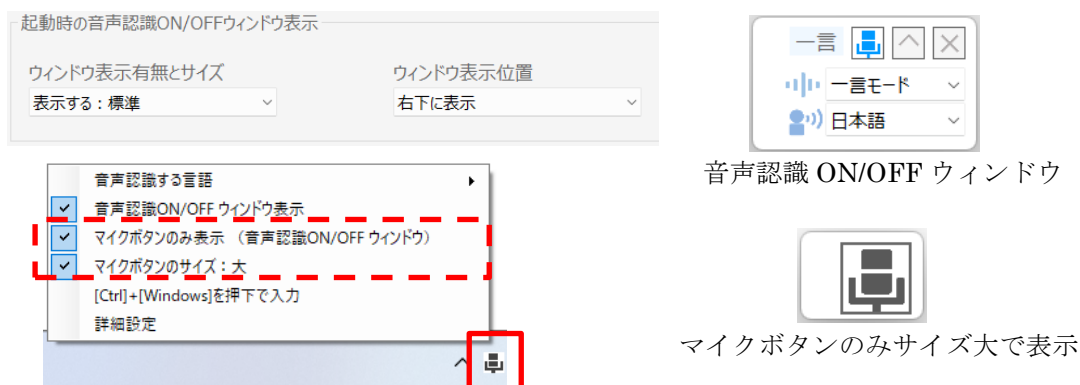 起動時の音声認識ON/OFFウィンドウ表示
ウィンドウ表示有無とサイズ
ウィンドウ表示位置
表示する：標準
右下に表示
一言
一言モード
日本語
音声認識 ON/OFF ウィンドウ
音声認識する言語
音声認識ON/OFF ウィンドウ表示
マイクボタンのみ表示 （音声認識ON/OFF ウィンドウ）
マイクボタンのサイズ：大
[Ctrl]+[Windows]を押下で入力
詳細設定
マイクボタンのみサイズ大で表示